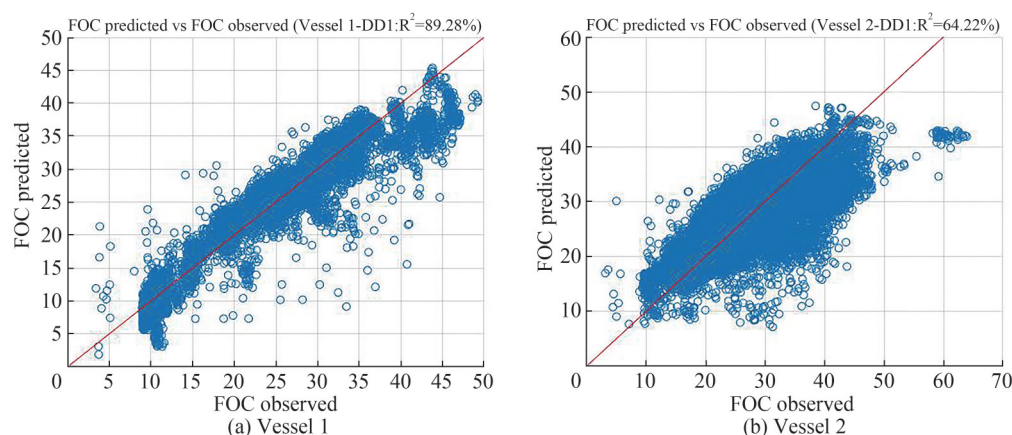 FOC predicted vs FOC observed (Vessel 1-DD1:R²=89.28%)
50
45
40
35
30
25
20
15
10
5
0 5 10 15 20 25 30 35 40 45 50
FOC predicted
FOC observed
(a) Vessel 1
FOC predicted vs FOC observed (Vessel 2-DD1:R²=64.22%)
60
50
40
30
20
10
0 10 20 30 40 50 60 70
FOC predicted
FOC observed
(b) Vessel 2